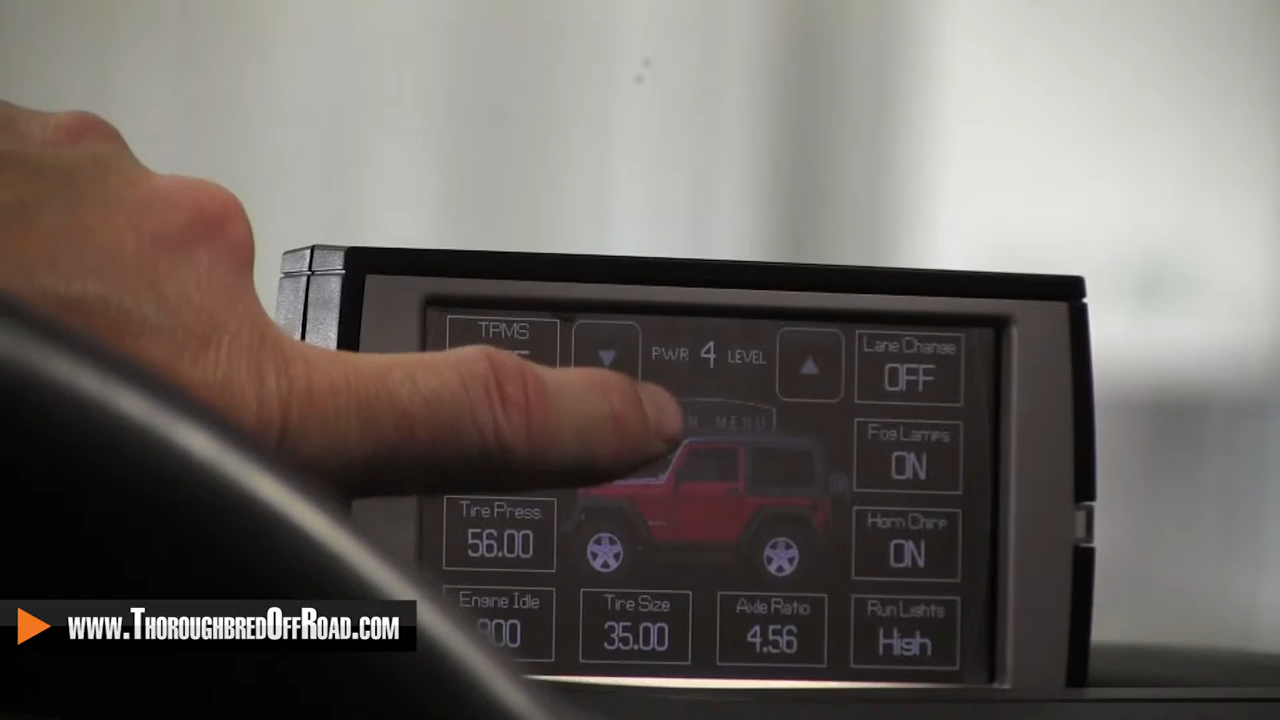 TPMS
PWR 4 LEVEL
Lane Change
OFF
MENU
Fog Lamps
ON
Tire Press.
56.00
Horn Chirp
ON
Engine Idle
Tire Size
35.00
Axle Ratio
4.56
Run Lights
High
www.ThoroughbredOffRoad.com